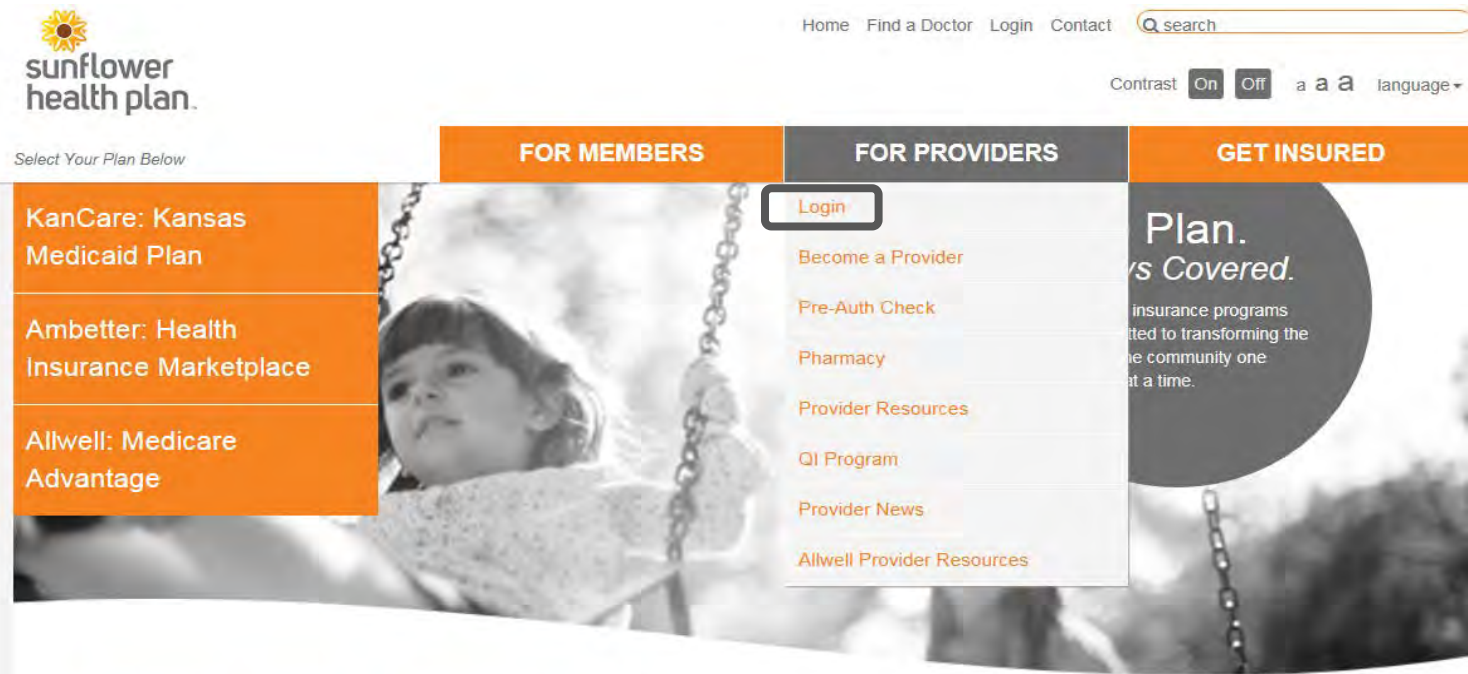 sunflower
health plan™
Home Find a Doctor Login Contact search
Contrast On Off a a a language
Select Your Plan Below
FOR MEMBERS FOR PROVIDERS GET INSURED
KanCare: Kansas
Medicaid Plan
Ambetter: Health
Insurance Marketplace
Allwell: Medicare
Advantage
Login
Become a Provider
Pre-Auth Check
Pharmacy
Provider Resources
QI Program
Provider News
Allwell Provider Resources
Plan.
Covered.
insurance programs
to transforming the
community one
at a time.